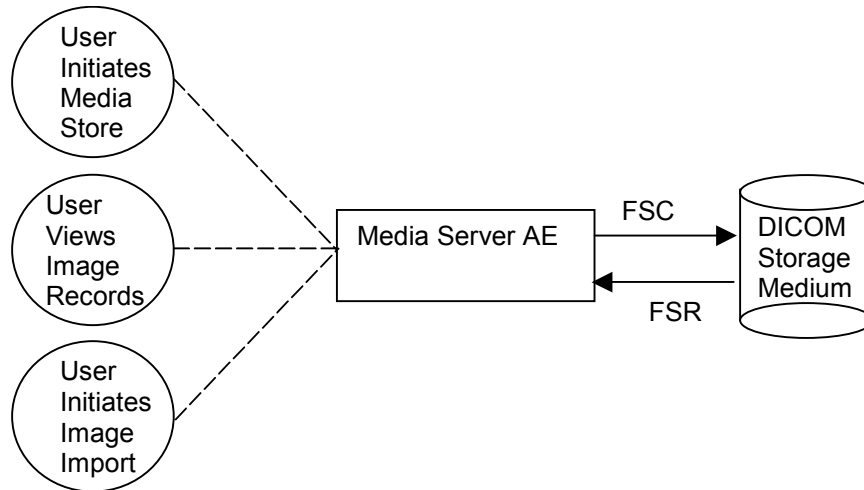 User
Initiates
Media
Store
User
Views
Image
Records
User
Initiates
Image
Import
Media Server AE
FSC
FSR
DICOM
Storage
Medium